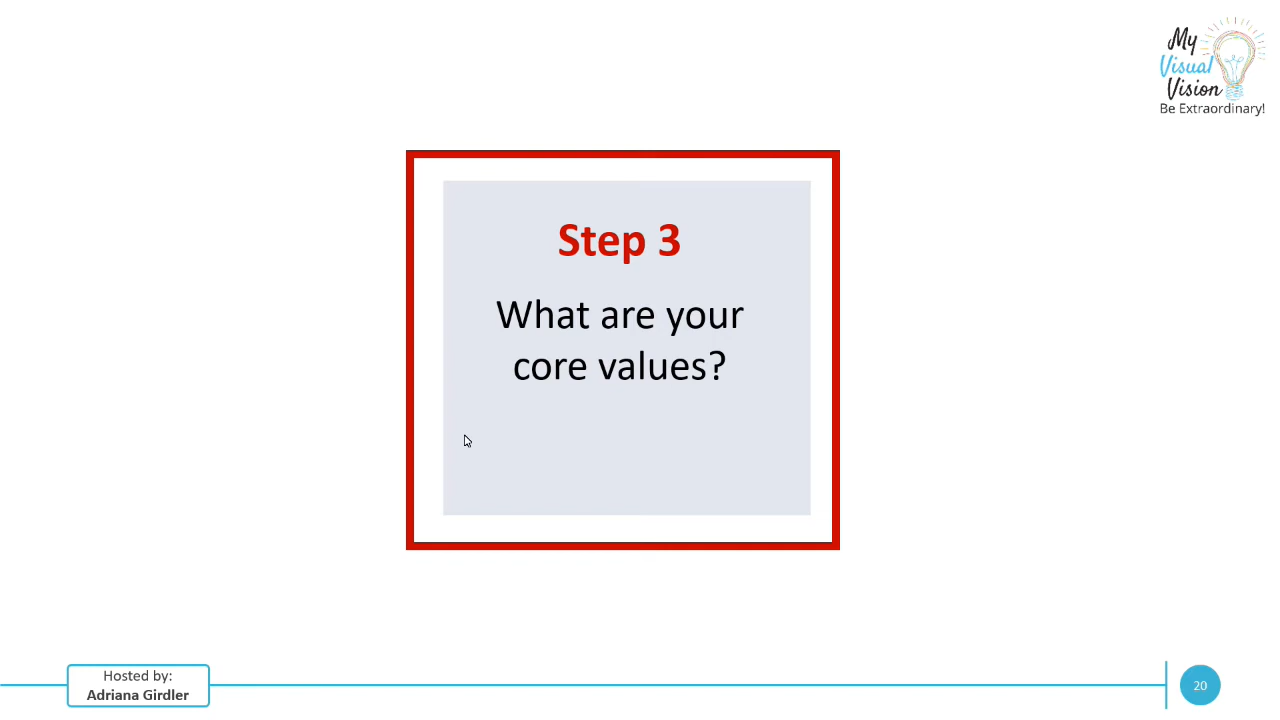 My
Visual
Vision
Be Extraordinary!
Step 3
What are your
core values?
Hosted by:
Adriana Girdler
20